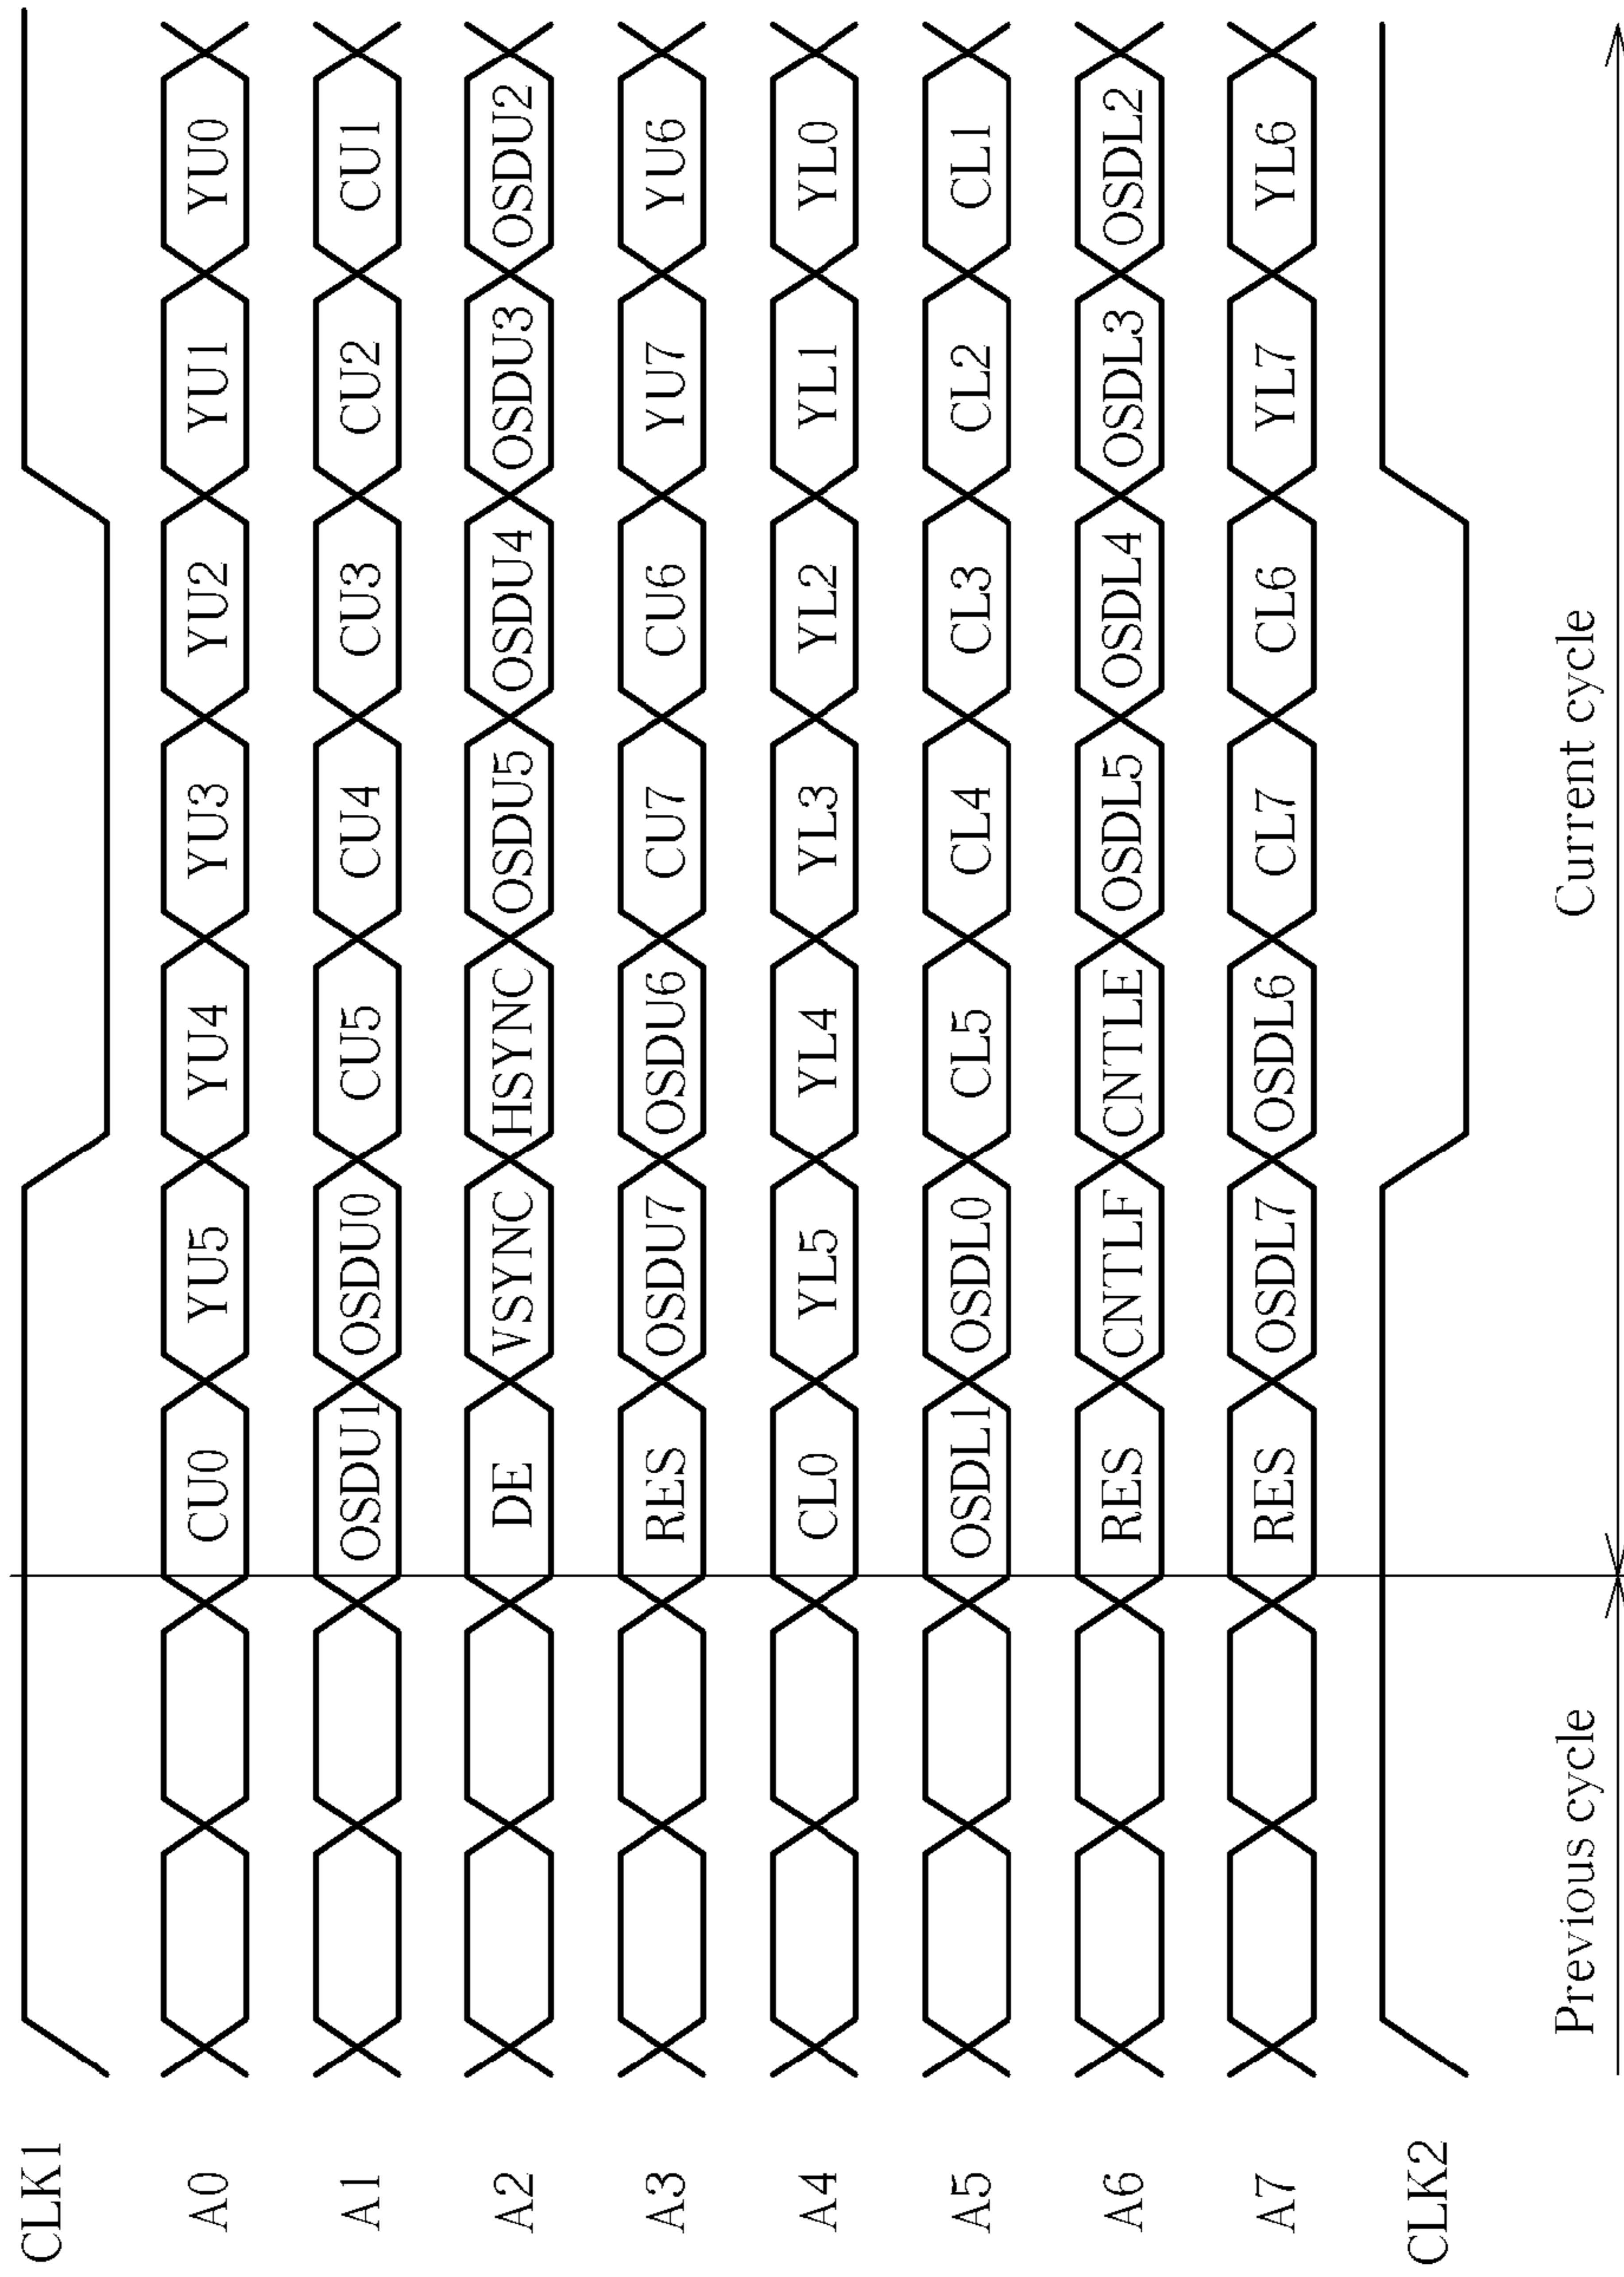 CLK1
A0 CU0 YU5 YU4 YU3 YU2 YU1 YU0
A1 OSDU1 OSDU0 CU5 CU4 CU3 CU2 CU1
A2 DE VSYNC HSYNC OSDU5 OSDU4 OSDU3 OSDU2
A3 RES OSDU7 OSDU6 CU7 CU6 YU7 YU6
A4 CL0 YL5 YL4 YL3 YL2 YL1 YL0
A5 OSDL1 OSDL0 CL5 CL4 CL3 CL2 CL1
A6 RES CNTLF CNTLE OSDL5 OSDL4 OSDL3 OSDL2
A7 RES OSDL7 OSDL6 CL7 CL6 YL7 YL6
CLK2
Previous cycle Current cycle